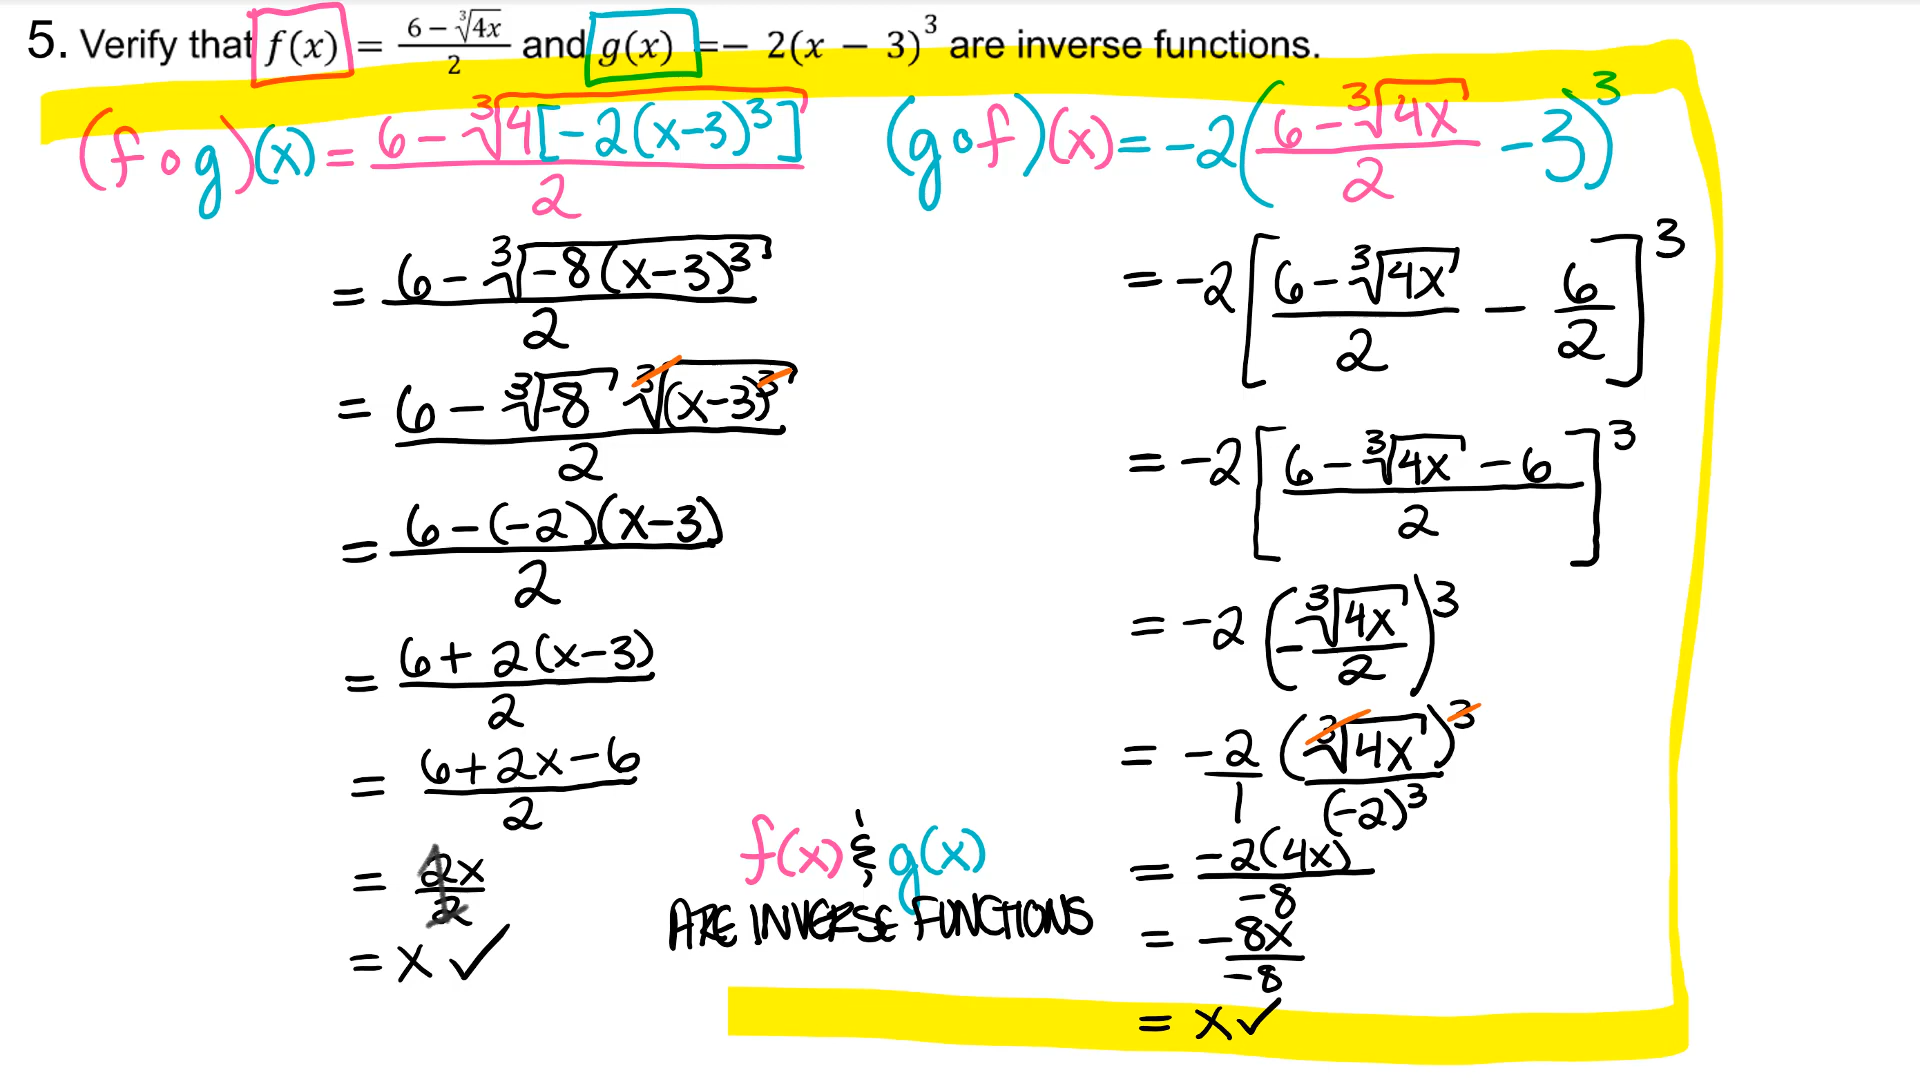 5. Verify that f(x) = (6 − ∛4x)/2 and g(x) = − 2(x − 3)³ are inverse functions.
(f ∘ g)(x) = (6 − ∛(4[−2(x−3)³]))/2
= (6 − ∛(−8(x−3)³))/2
= (6 − ∛−8 ∛((x−3)³))/2
= (6 − (−2)(x−3))/2
= (6 + 2(x−3))/2
= (6+2x−6)/2
= 2x/2
= x ✓
(g ∘ f)(x) = −2((6 − ∛4x)/2 − 3)³
= −2[(6 − ∛4x)/2 − 6/2]³
= −2[(6 − ∛4x − 6)/2]³
= −2(−∛4x/2)³
= −2/1 (∛4x)³/(−2)³
= −2(4x)/−8
= −8x/−8
= x ✓
f(x) & g(x)
ARE INVERSE FUNCTIONS